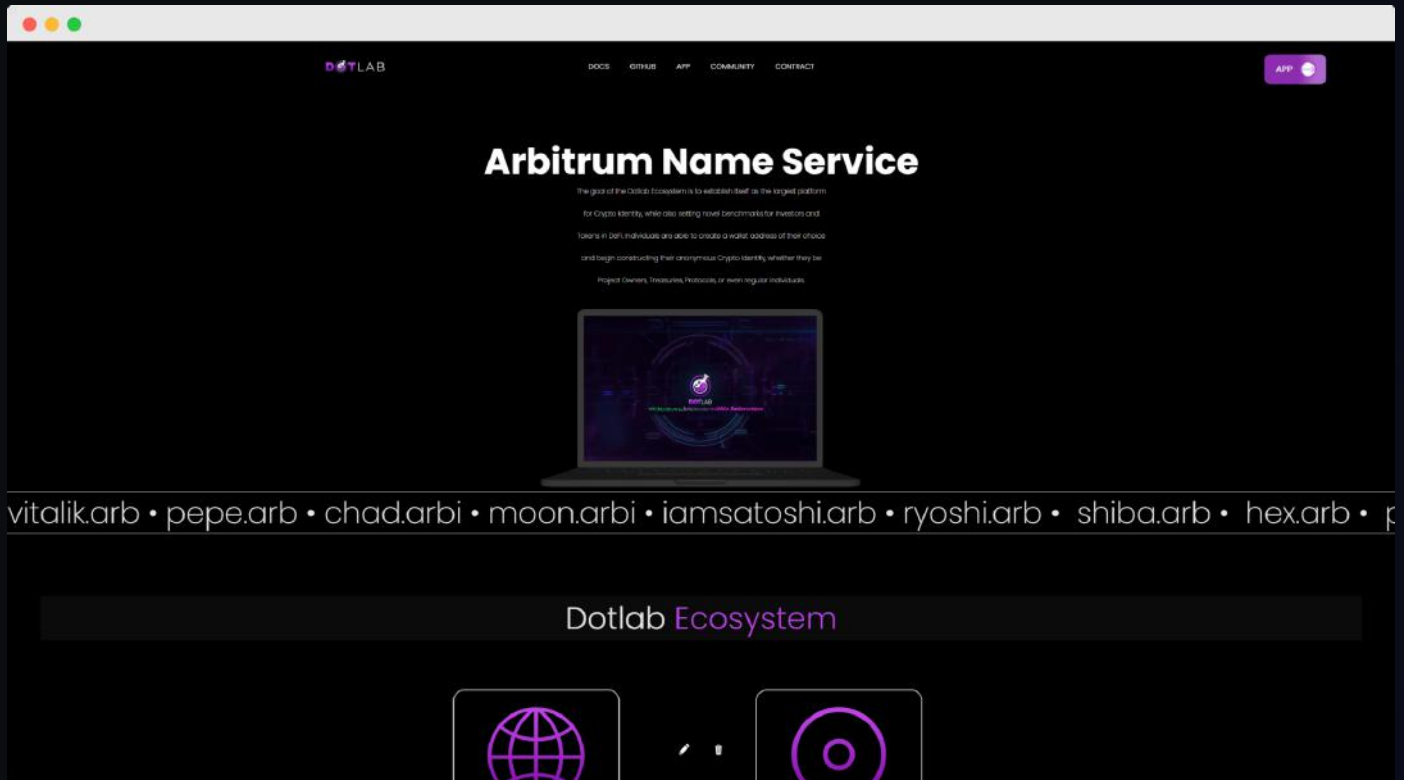 DOTLAB
DOCS GITHUB APP COMMUNITY CONTRACT
APP
Arbitrum Name Service
The goal of the Dotlab Ecosystem is to establish itself as the largest platform
for Crypto Identity, while also setting novel benchmarks for Investors and
Tokens in DeFi. Individuals are able to create a wallet address of their choice
and begin constructing their anonymous Crypto Identity, whether they be
Project Owners, Treasuries, Protocols, or even regular individuals.
DOTLAB
vitalik.arb • pepe.arb • chad.arbi • moon.arbi • iamsatoshi.arb • ryoshi.arb • shiba.arb • hex.arb •
Dotlab Ecosystem